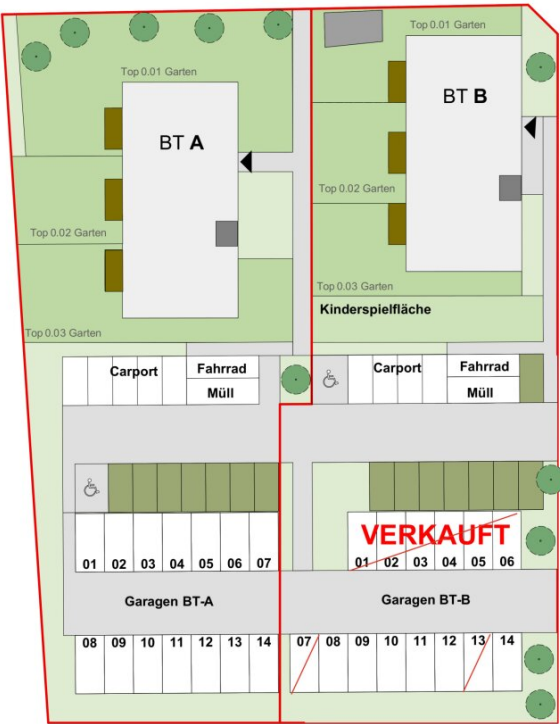 Top 0.01 Garten
BT A
Top 0.02 Garten
Top 0.03 Garten
Top 0.01 Garten
BT B
Top 0.02 Garten
Top 0.03 Garten
Kinderspielfläche
Carport
Fahrrad
Müll
Carport
Fahrrad
Müll
VERKAUFT
01 02 03 04 05 06 07
01 02 03 04 05 06
Garagen BT-A
Garagen BT-B
08 09 10 11 12 13 14
07 08 09 10 11 12 13 14